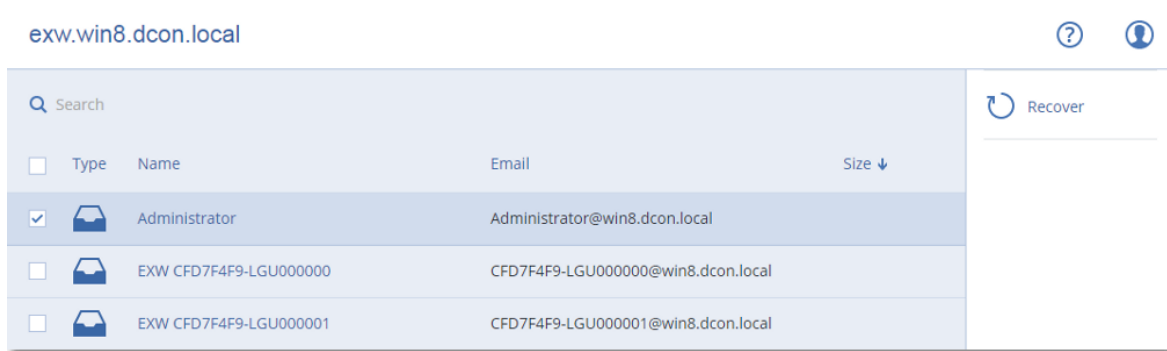 exw.win8.dcon.local
Search
Recover
Type Name Email Size
Administrator Administrator@win8.dcon.local
EXW CFD7F4F9-LGU000000 CFD7F4F9-LGU000000@win8.dcon.local
EXW CFD7F4F9-LGU000001 CFD7F4F9-LGU000001@win8.dcon.local